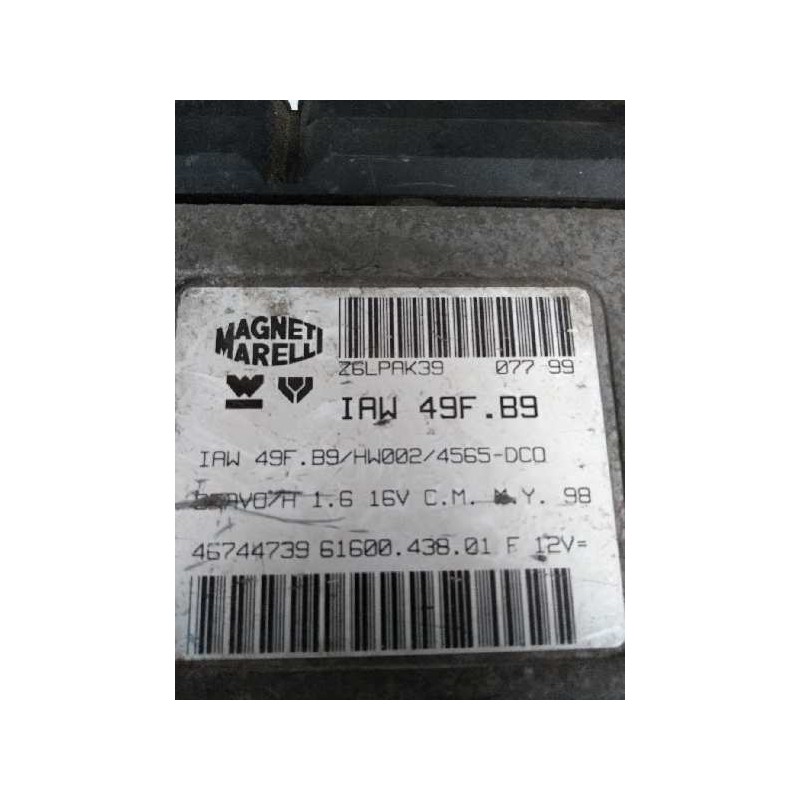 MAGNETI
MARELLI
Z6LPAK39 077 99
IAW 49F.B9
IAW 49F.B9/HW002/4565-DCO
1.6 16V C.M. Y. 98
46744739 61600.438.01 F 12V=